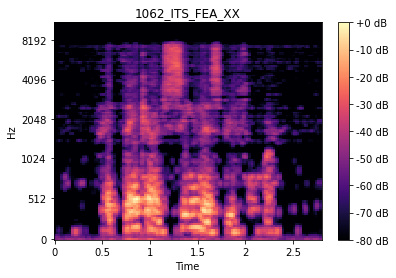 1062_ITS_FEA_XX
+0 dB
8192
-10 dB
4096
-20 dB
-30 dB
2048
Hz
-40 dB
1024
-50 dB
512
-60 dB
-70 dB
0
-80 dB
0 0.5 1 1.5 2 2.5
Time